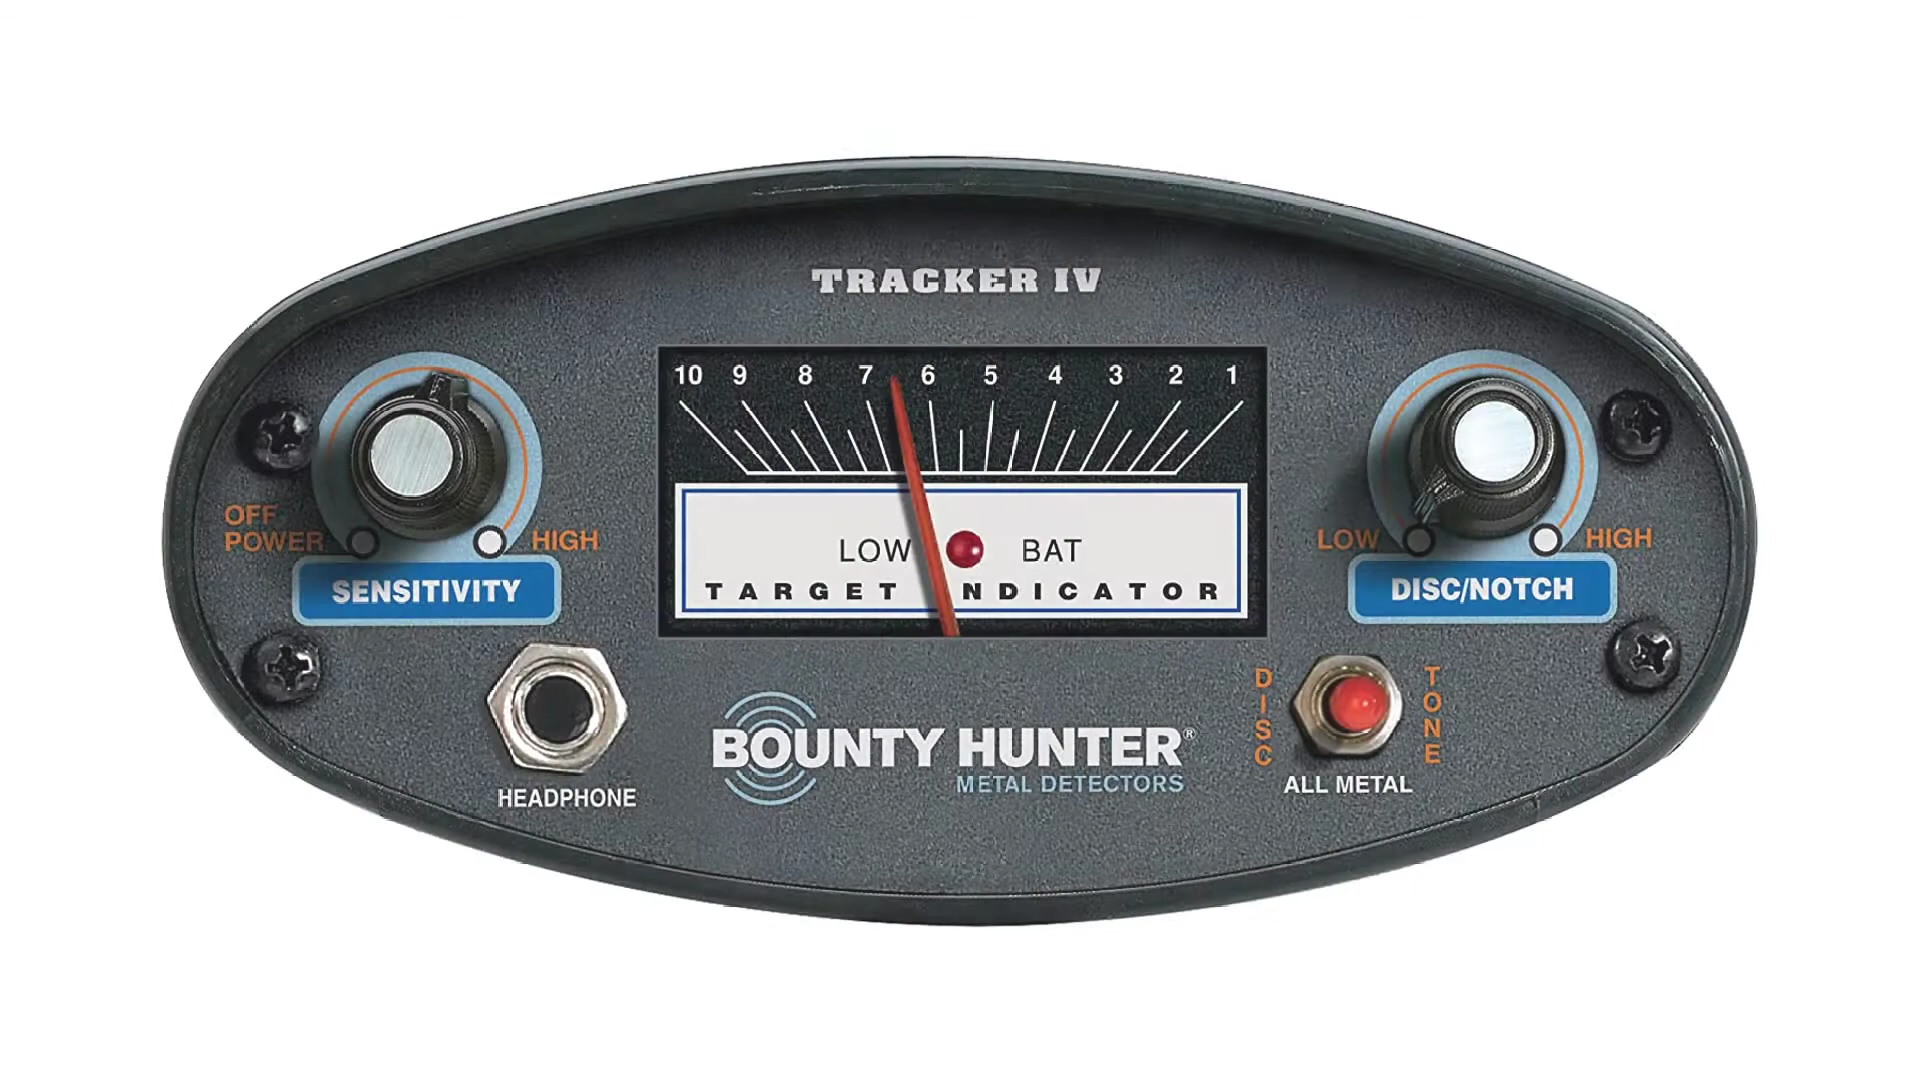 TRACKER IV
10 9 8 7 6 5 4 3 2 1
LOW BAT
TARGET NDICATOR
OFF
POWER
HIGH
SENSITIVITY
LOW
HIGH
DISC/NOTCH
HEADPHONE
BOUNTY HUNTER®
METAL DETECTORS
DISC
TONE
ALL METAL